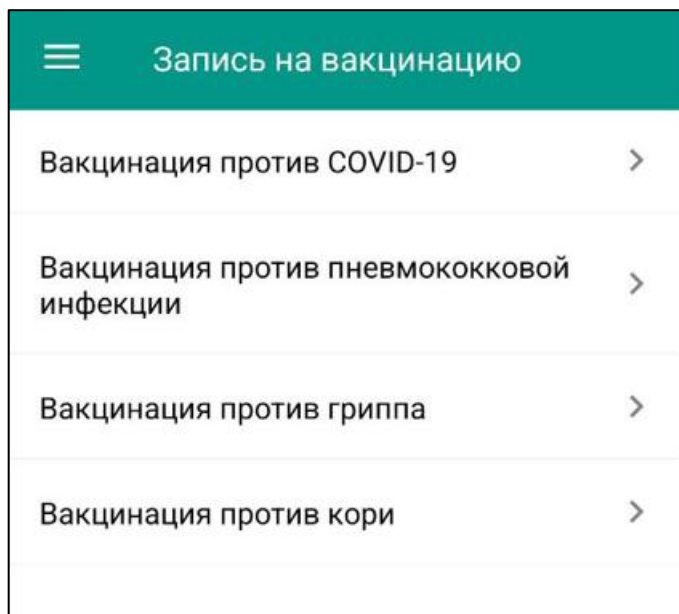 Запись на вакцинацию
Вакцинация против COVID-19
Вакцинация против пневмококковой
инфекции
Вакцинация против гриппа
Вакцинация против кори